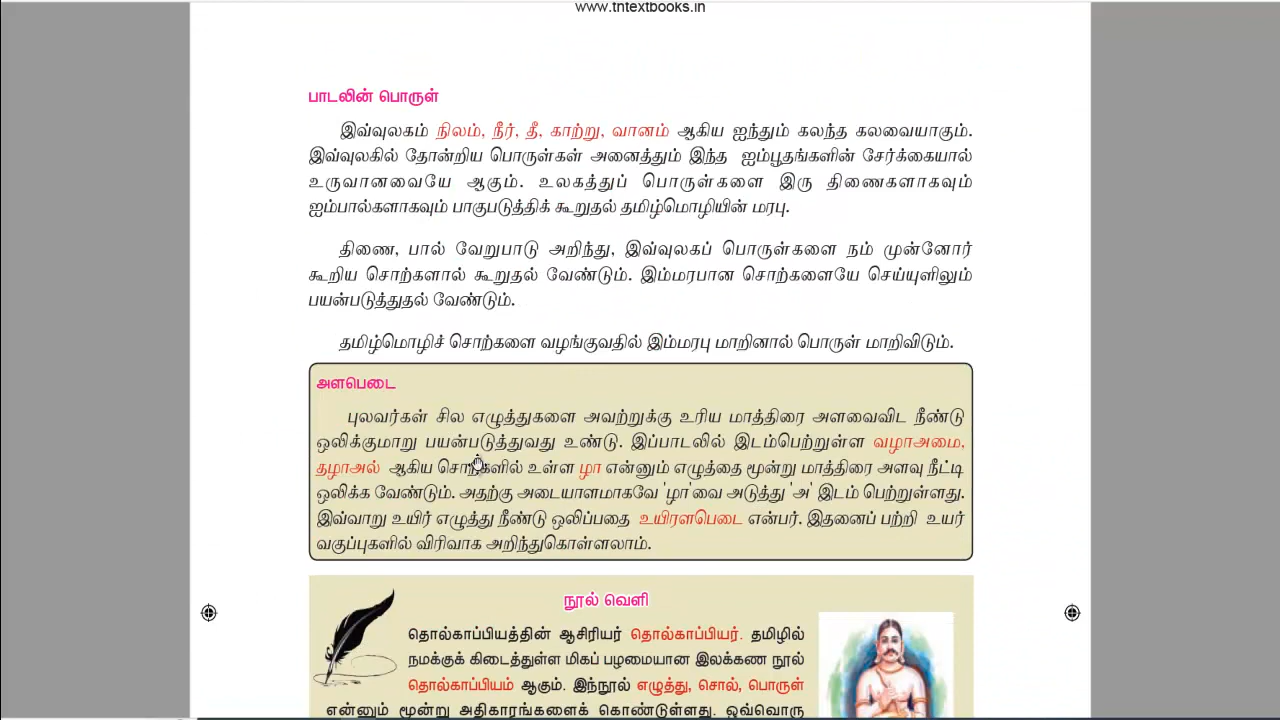 www.tntextbooks.in
பாடலின் பொருள்
இவ்வுலகம் நிலம், நீர், தீ, காற்று, வானம் ஆகிய ஐந்தும் கலந்த கலவையாகும்.
இவ்வுலகில் தோன்றிய பொருள்கள் அனைத்தும் இந்த ஐம்பூதங்களின் சேர்க்கையால்
உருவானவையே ஆகும். உலகத்துப் பொருள்களை இரு திணைகளாகவும்
ஐம்பால்களாகவும் பாகுபடுத்திக் கூறுதல் தமிழ்மொழியின் மரபு.
திணை, பால் வேறுபாடு அறிந்து, இவ்வுலகப் பொருள்களை நம் முன்னோர்
கூறிய சொற்களால் கூறுதல் வேண்டும். இம்மரபான சொற்களையே செய்யுளிலும்
பயன்படுத்துதல் வேண்டும்.
தமிழ்மொழிச் சொற்களை வழங்குவதில் இம்மரபு மாறினால் பொருள் மாறிவிடும்.
அளபெடை
புலவர்கள் சில எழுத்துகளை அவற்றுக்கு உரிய மாத்திரை அளவைவிட நீண்டு
ஒலிக்குமாறு பயன்படுத்துவது உண்டு. இப்பாடலில் இடம்பெற்றுள்ள வழாஅமை,
தழாஅல் ஆகிய சொற்களில் உள்ள ழா என்னும் எழுத்தை மூன்று மாத்திரை அளவு நீட்டி
ஒலிக்க வேண்டும். அதற்கு அடையாளமாகவே 'ழா'வை அடுத்து 'அ' இடம் பெற்றுள்ளது.
இவ்வாறு உயிர் எழுத்து நீண்டு ஒலிப்பதை உயிரளபெடை என்பர். இதனைப் பற்றி உயர்
வகுப்புகளில் விரிவாக அறிந்துகொள்ளலாம்.
நூல் வெளி
தொல்காப்பியத்தின் ஆசிரியர் தொல்காப்பியர். தமிழில்
நமக்குக் கிடைத்துள்ள மிகப் பழமையான இலக்கண நூல்
தொல்காப்பியம் ஆகும். இந்நூல் எழுத்து, சொல், பொருள்
என்னும் மூன்று அதிகாரங்களைக் கொண்டுள்ளது. ஒவ்வொரு